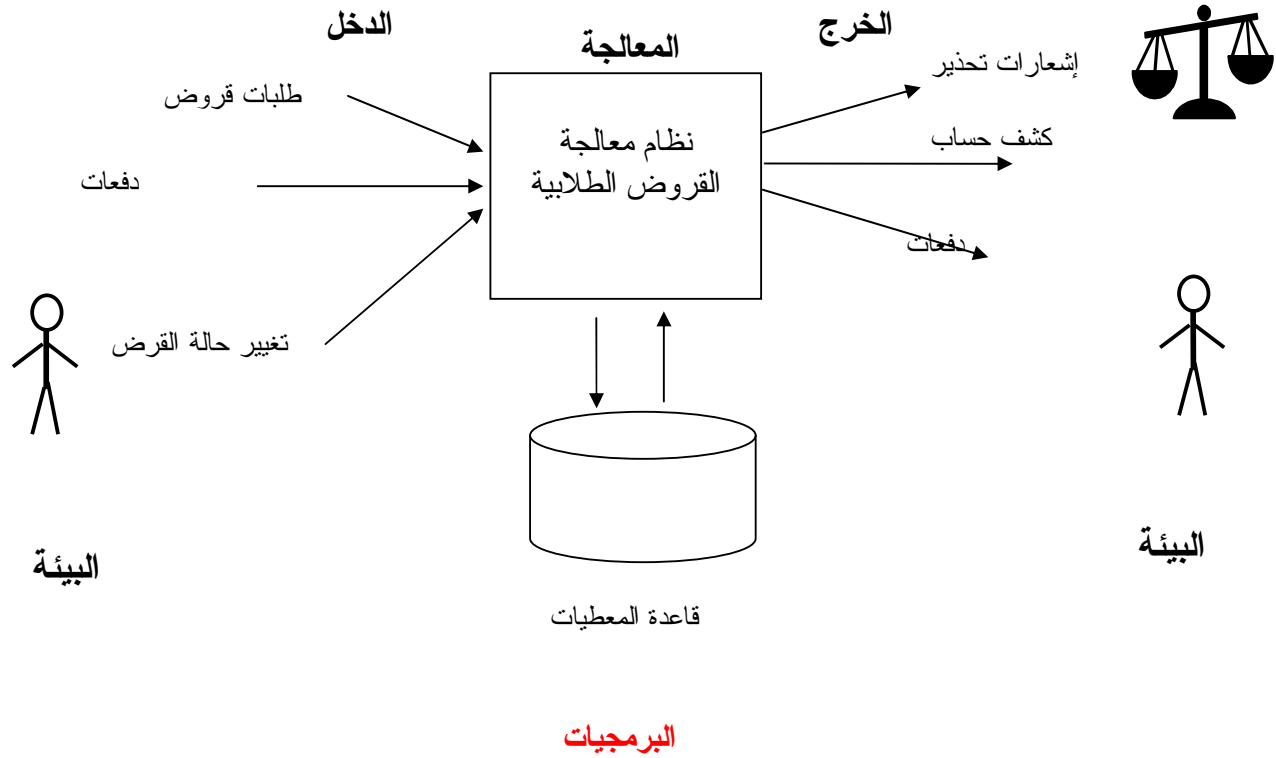 الدخل
المعالجة
الخرج
إشعارات تحذير
طلبات قروض
كشف حساب
نظام معالجة
القروض الطلابية
دفعات
دفعات
تغيير حالة القرض
البيئة
البيئة
قاعدة المعطيات
البرمجيات